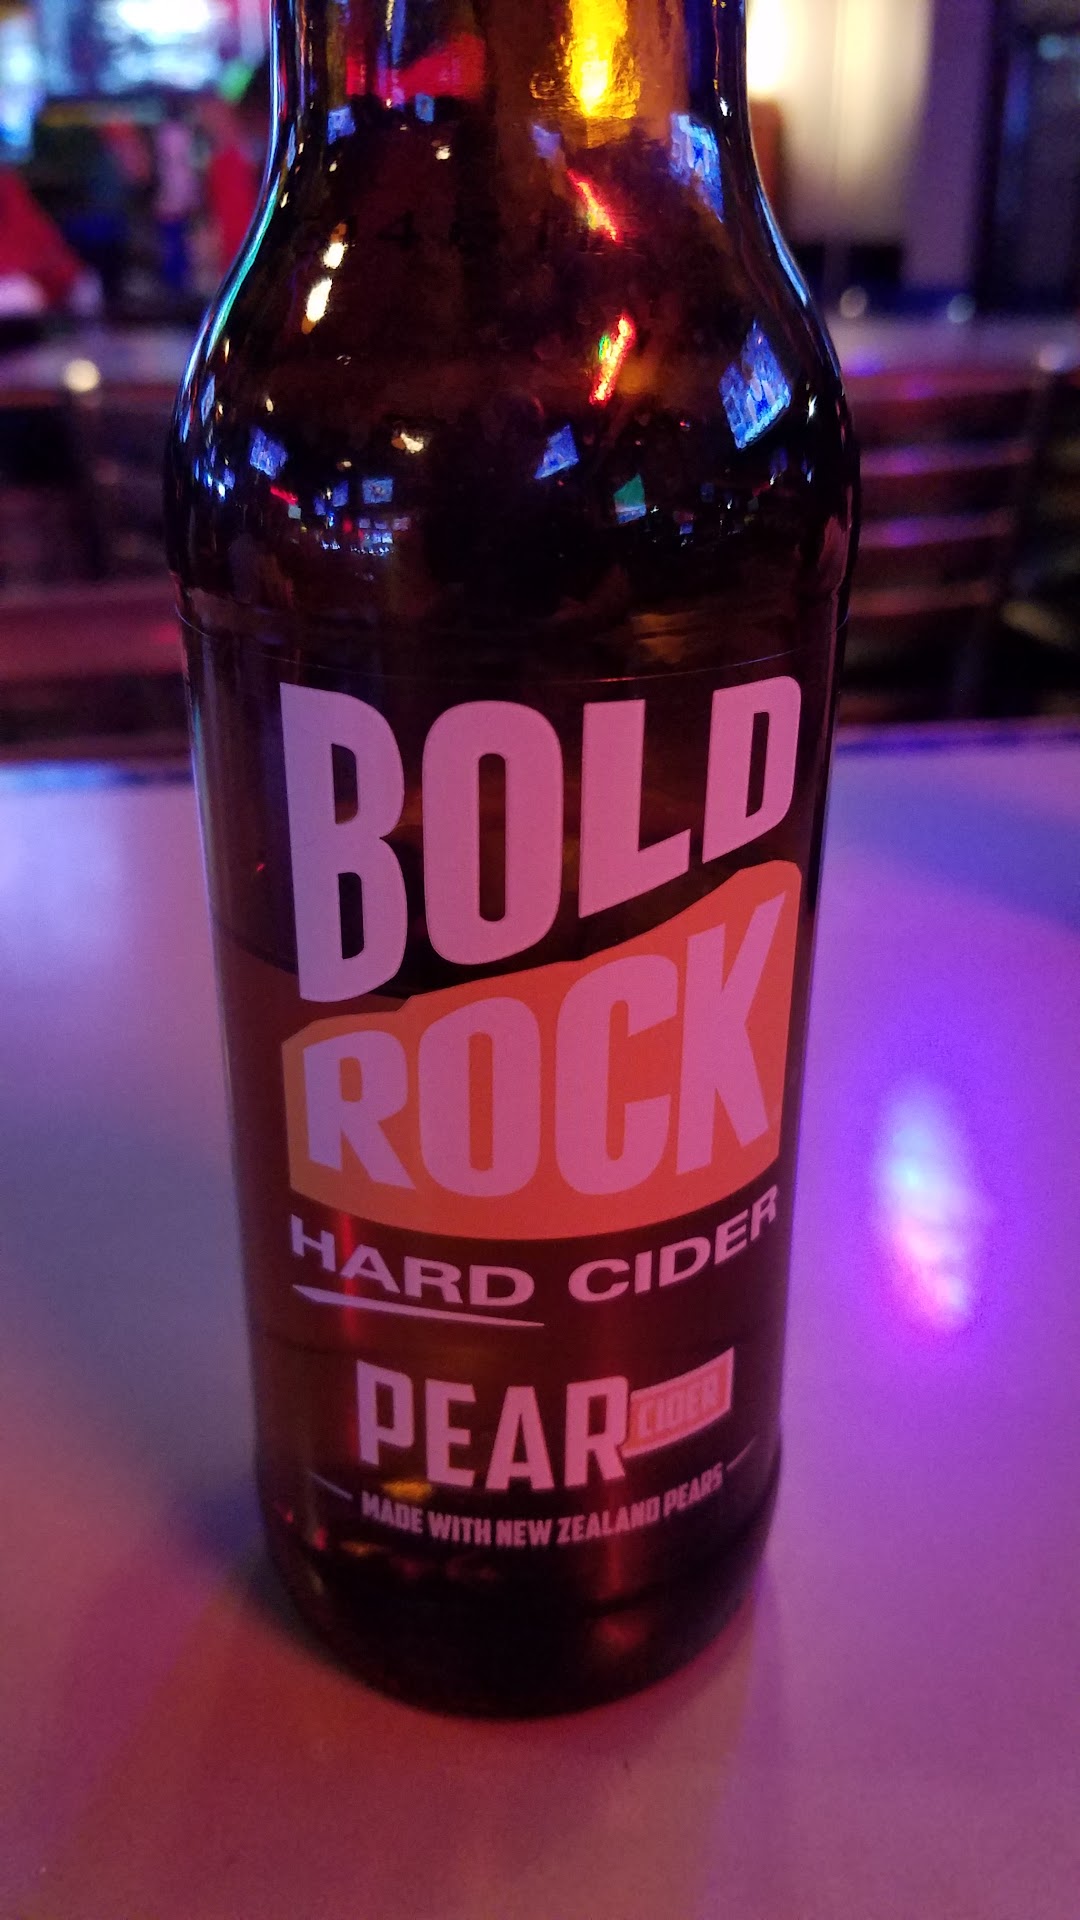 BOLD
ROCK
HARD CIDER
PEAR CIDER
MADE WITH NEW ZEALAND PEARS